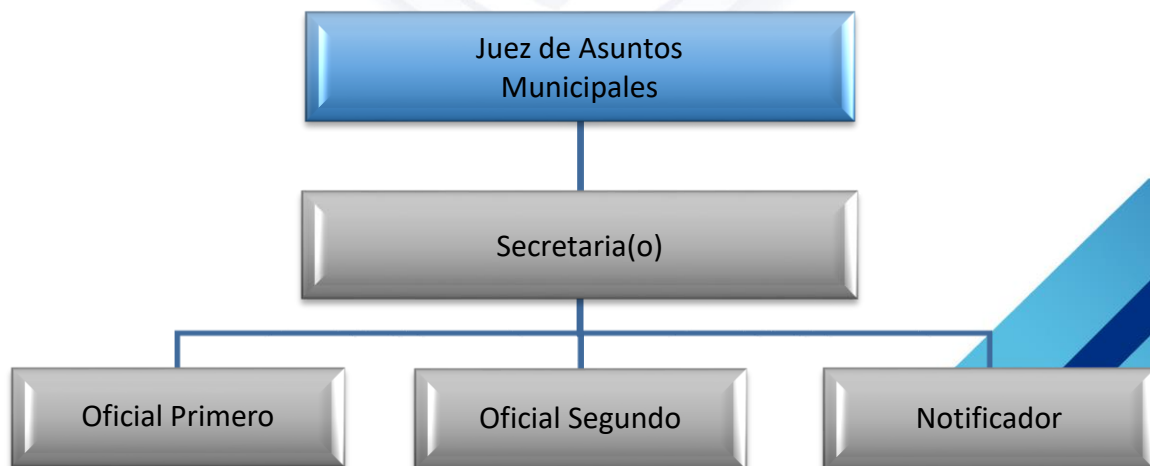 Juez de Asuntos
Municipales
Secretaria(o)
Oficial Primero
Oficial Segundo
Notificador